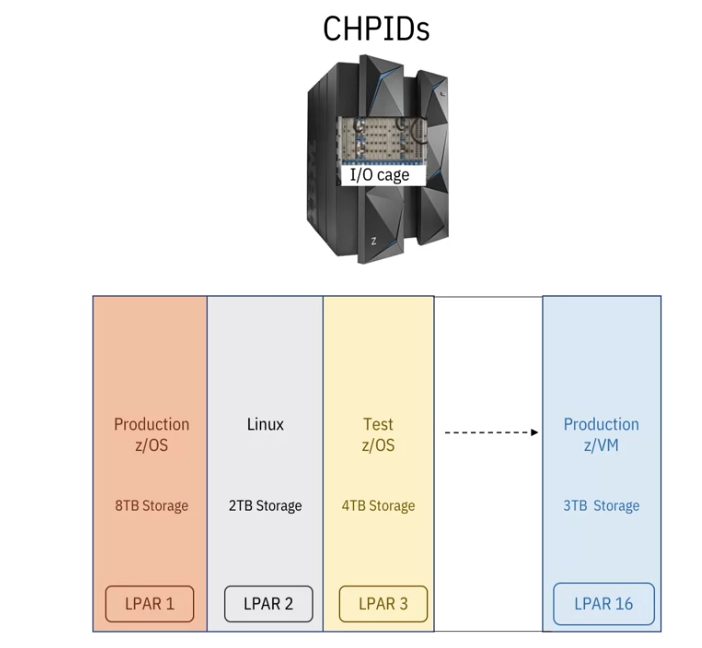 CHPIDs
I/O cage
Z
Production
z/OS
8TB Storage
LPAR 1
Linux
2TB Storage
LPAR 2
Test
z/OS
4TB Storage
LPAR 3
Production
z/VM
3TB Storage
LPAR 16